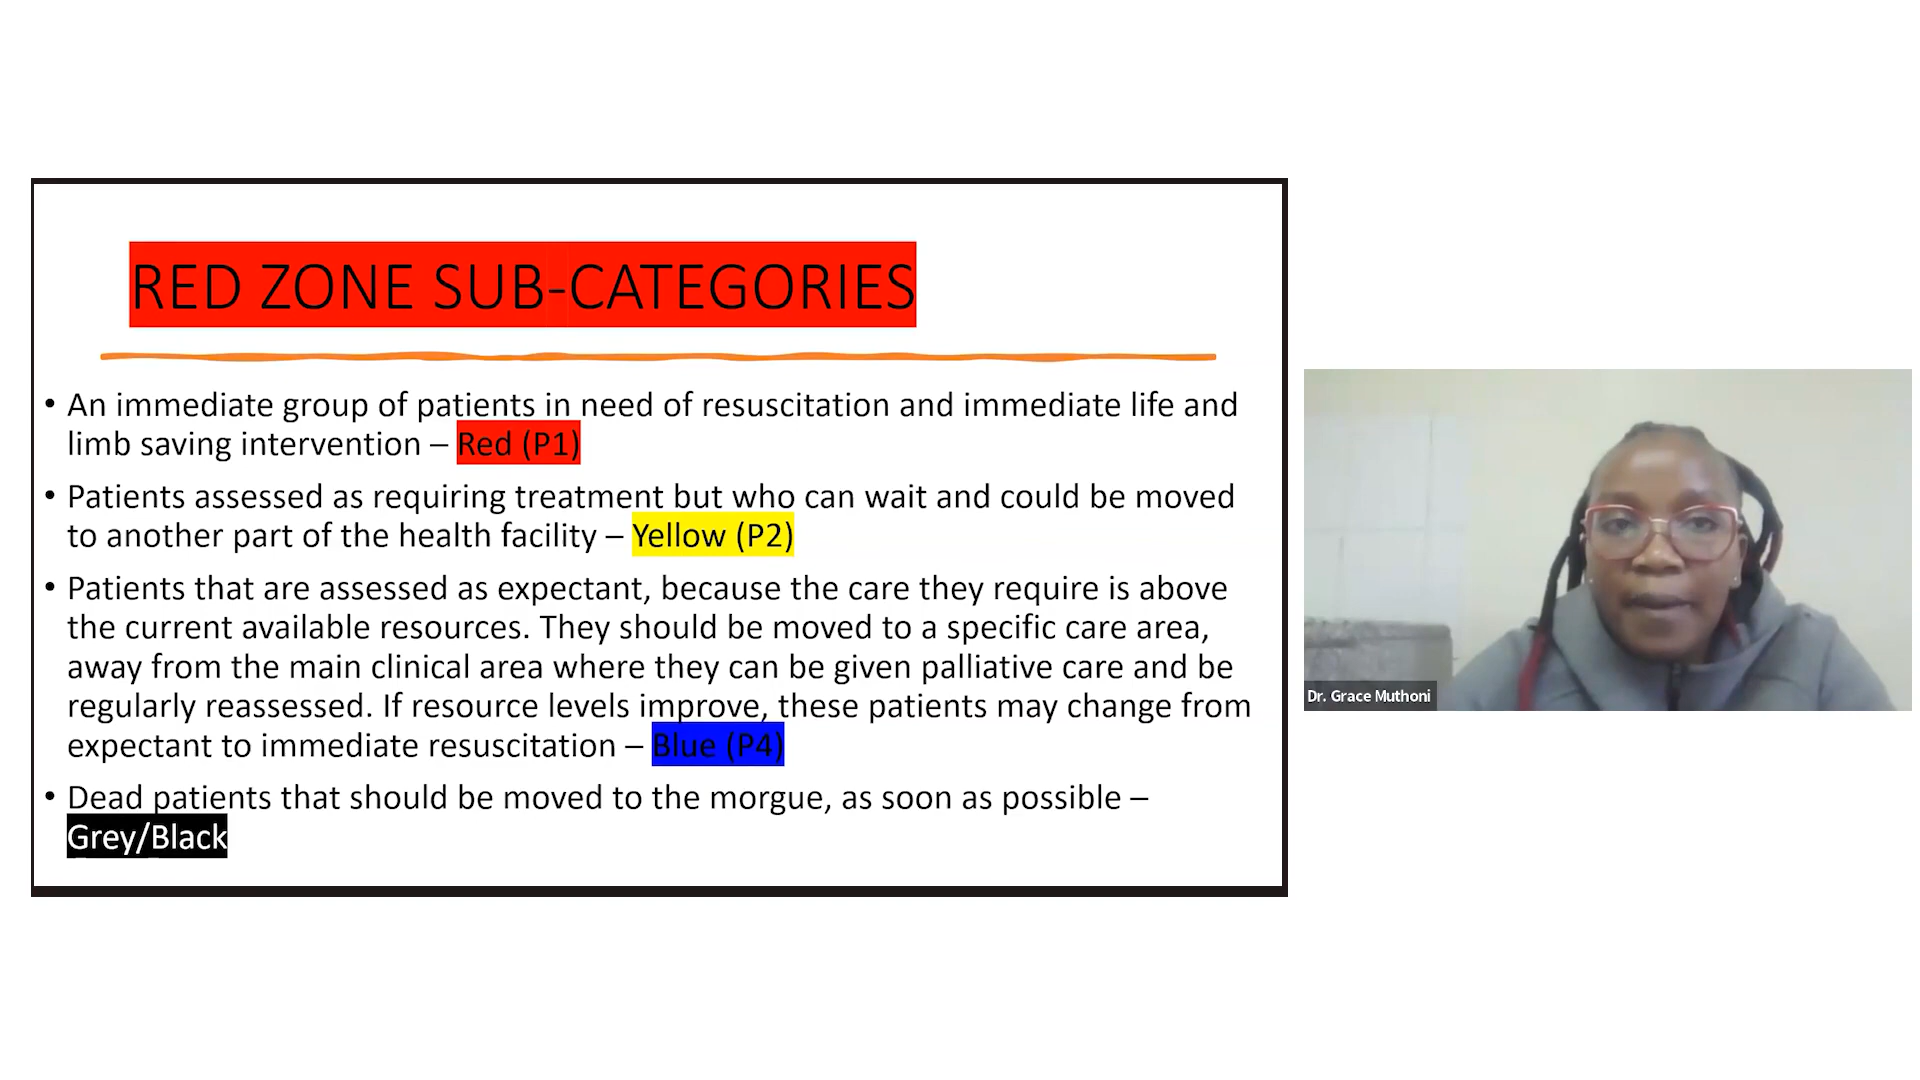 RED ZONE SUB-CATEGORIES
• An immediate group of patients in need of resuscitation and immediate life and
limb saving intervention – Red (P1)
• Patients assessed as requiring treatment but who can wait and could be moved
to another part of the health facility – Yellow (P2)
• Patients that are assessed as expectant, because the care they require is above
the current available resources. They should be moved to a specific care area,
away from the main clinical area where they can be given palliative care and be
regularly reassessed. If resource levels improve, these patients may change from
expectant to immediate resuscitation – Blue (P4)
• Dead patients that should be moved to the morgue, as soon as possible –
Grey/Black
Dr. Grace Muthoni